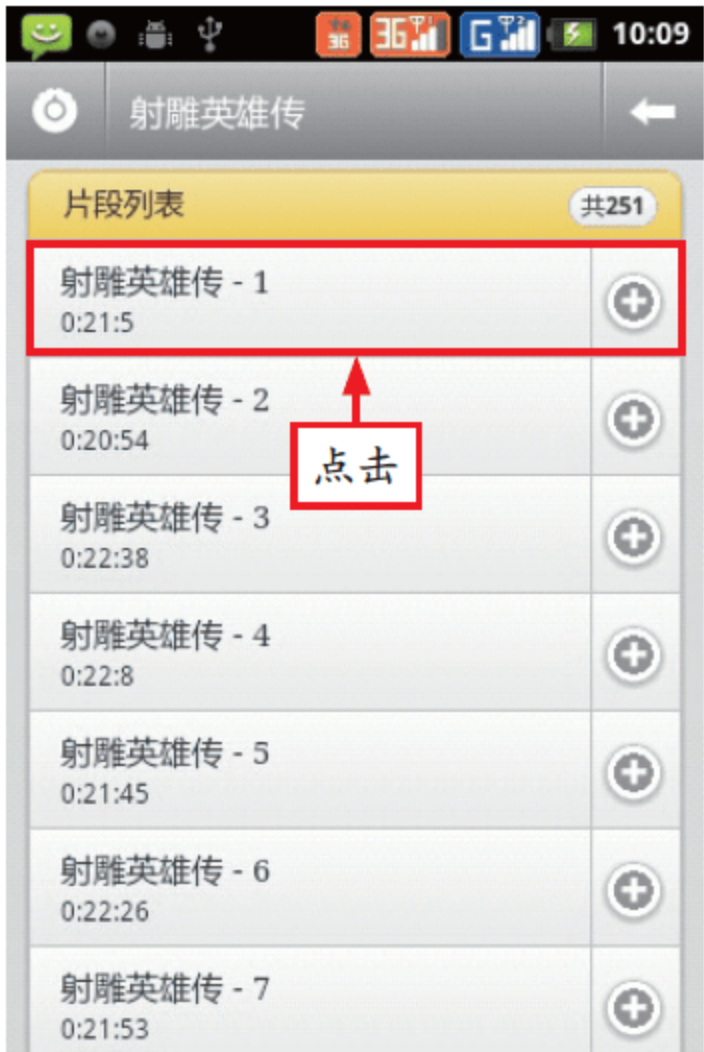 3G 3G G 10:09
射雕英雄传
片段列表 共251
射雕英雄传 - 1
0:21:5
射雕英雄传 - 2
0:20:54
点击
射雕英雄传 - 3
0:22:38
射雕英雄传 - 4
0:22:8
射雕英雄传 - 5
0:21:45
射雕英雄传 - 6
0:22:26
射雕英雄传 - 7
0:21:53